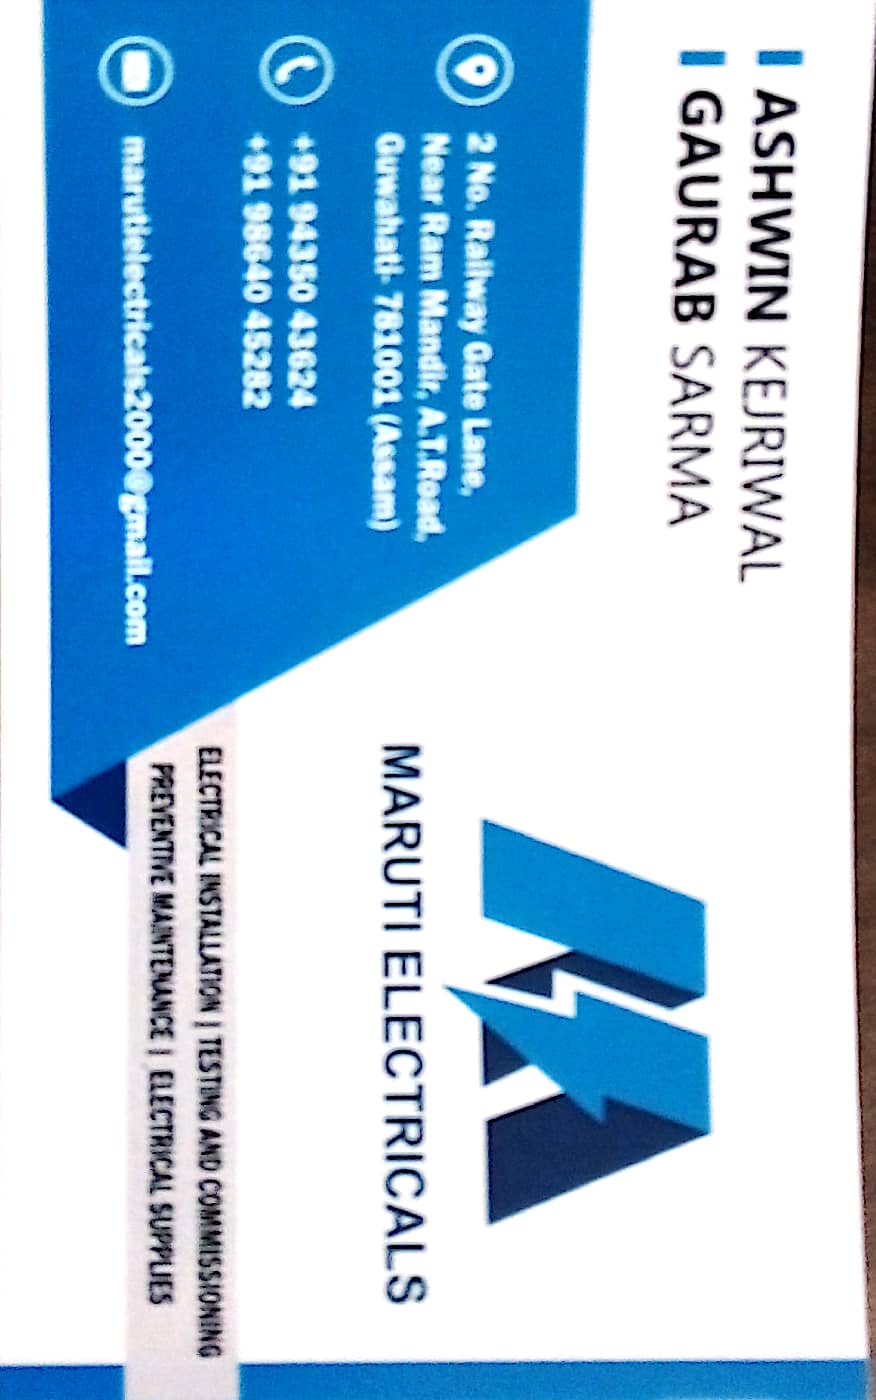 ASHWIN KEJRIWAL
GAURAB SARMA
2 No. Railway Gate Lane,
Near Ram Mandir, A.T.Road,
Guwahati- 781001 (Assam)
+91 94350 43624
+91 98640 45282
marutielectricals2000@gmail.com
MARUTI ELECTRICALS
ELECTRICAL INSTALLATION | TESTING AND COMMISSIONING
PREVENTIVE MAINTENANCE | ELECTRICAL SUPPLIES